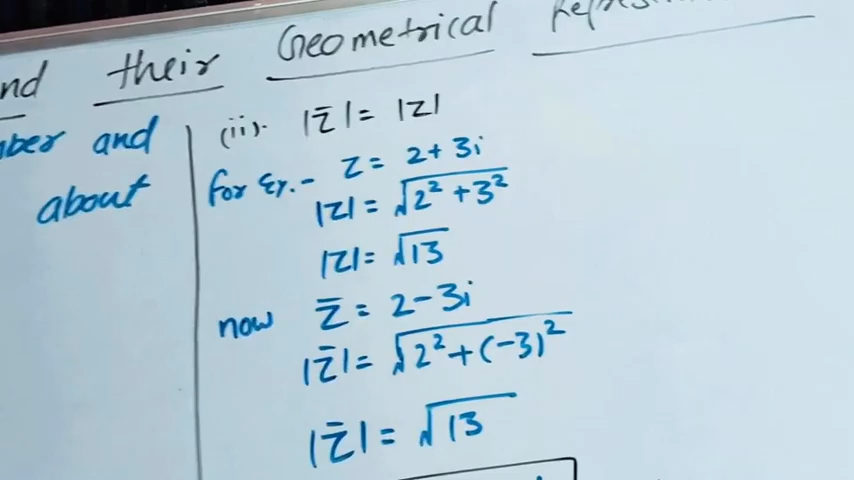 nd their Geometrical
ber and
about
(ii). |z̄| = |z|
For Ex.- z = 2+3i
|z| = √2² + 3²
|z| = √13
now z̄ = 2-3i
|z̄| = √2² + (-3)²
|z̄| = √13